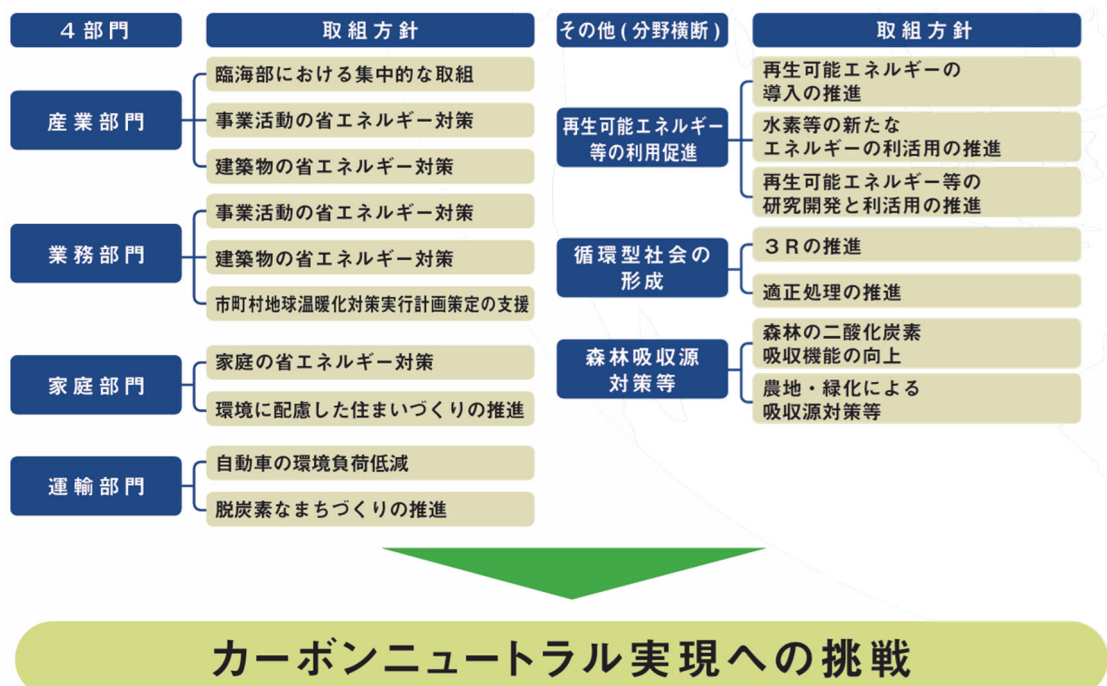 4部門
取組方針
産業部門
臨海部における集中的な取組
事業活動の省エネルギー対策
建築物の省エネルギー対策
業務部門
事業活動の省エネルギー対策
建築物の省エネルギー対策
市町村地球温暖化対策実行計画策定の支援
家庭部門
家庭の省エネルギー対策
環境に配慮した住まいづくりの推進
運輸部門
自動車の環境負荷低減
脱炭素なまちづくりの推進
その他(分野横断)
取組方針
再生可能エネルギー
等の利用促進
再生可能エネルギーの
導入の推進
水素等の新たな
エネルギーの利活用の推進
再生可能エネルギー等の
研究開発と利活用の推進
循環型社会の
形成
3Rの推進
適正処理の推進
森林吸収源
対策等
森林の二酸化炭素
吸収機能の向上
農地・緑化による
吸収源対策等
カーボンニュートラル実現への挑戦